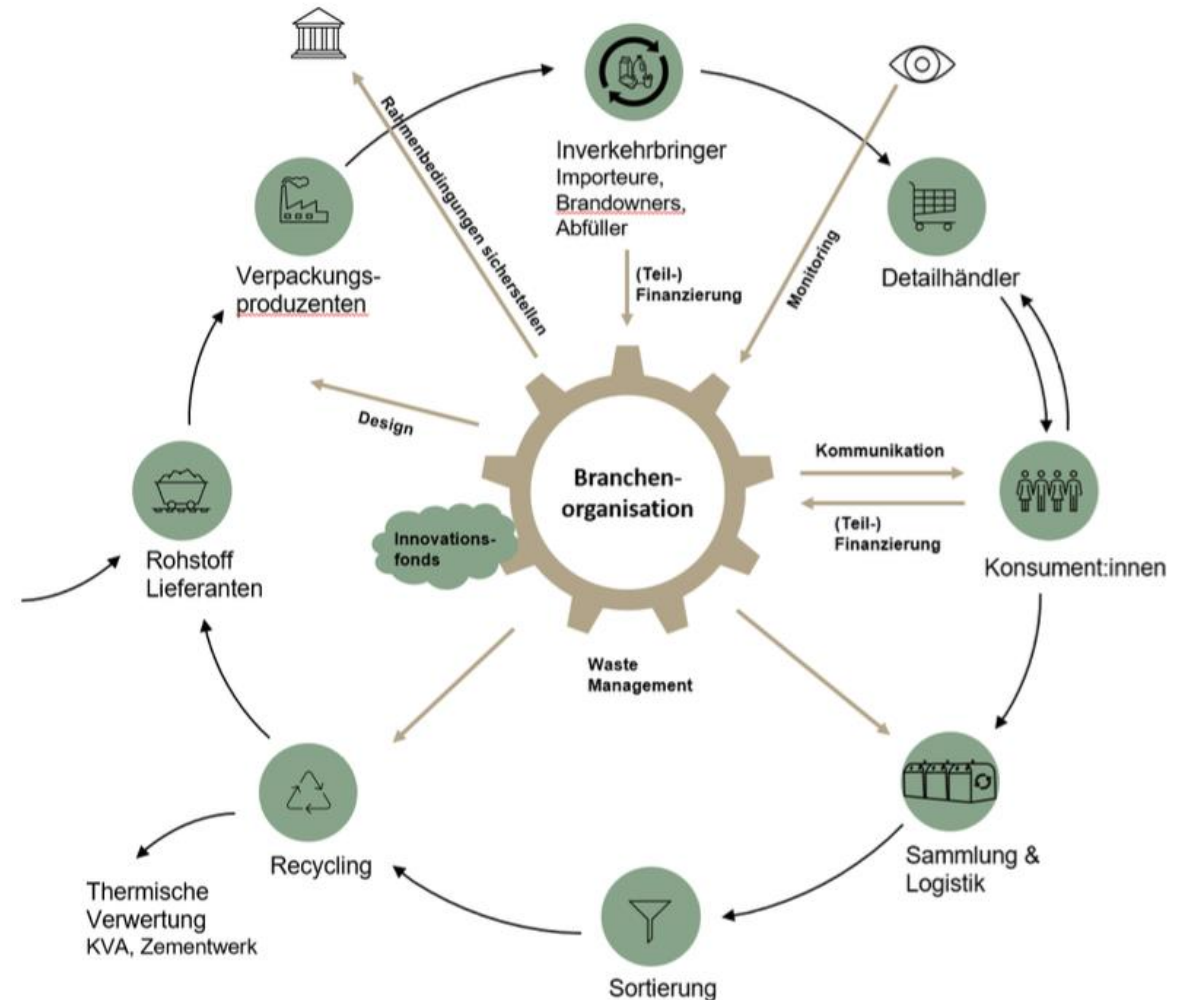 Rahmenbedingungen sicherstellen
Inverkehrbringer
Importeure,
Brandowners,
Abfüller
(Teil-)
Finanzierung
Monitoring
Detailhändler
Verpackungs-
produzenten
Design
Branchen-
organisation
Kommunikation
(Teil-)
Finanzierung
Konsument:innen
Innovations-
fonds
Rohstoff
Lieferanten
Waste
Management
Sammlung &
Logistik
Recycling
Thermische
Verwertung
KVA, Zementwerk
Sortierung